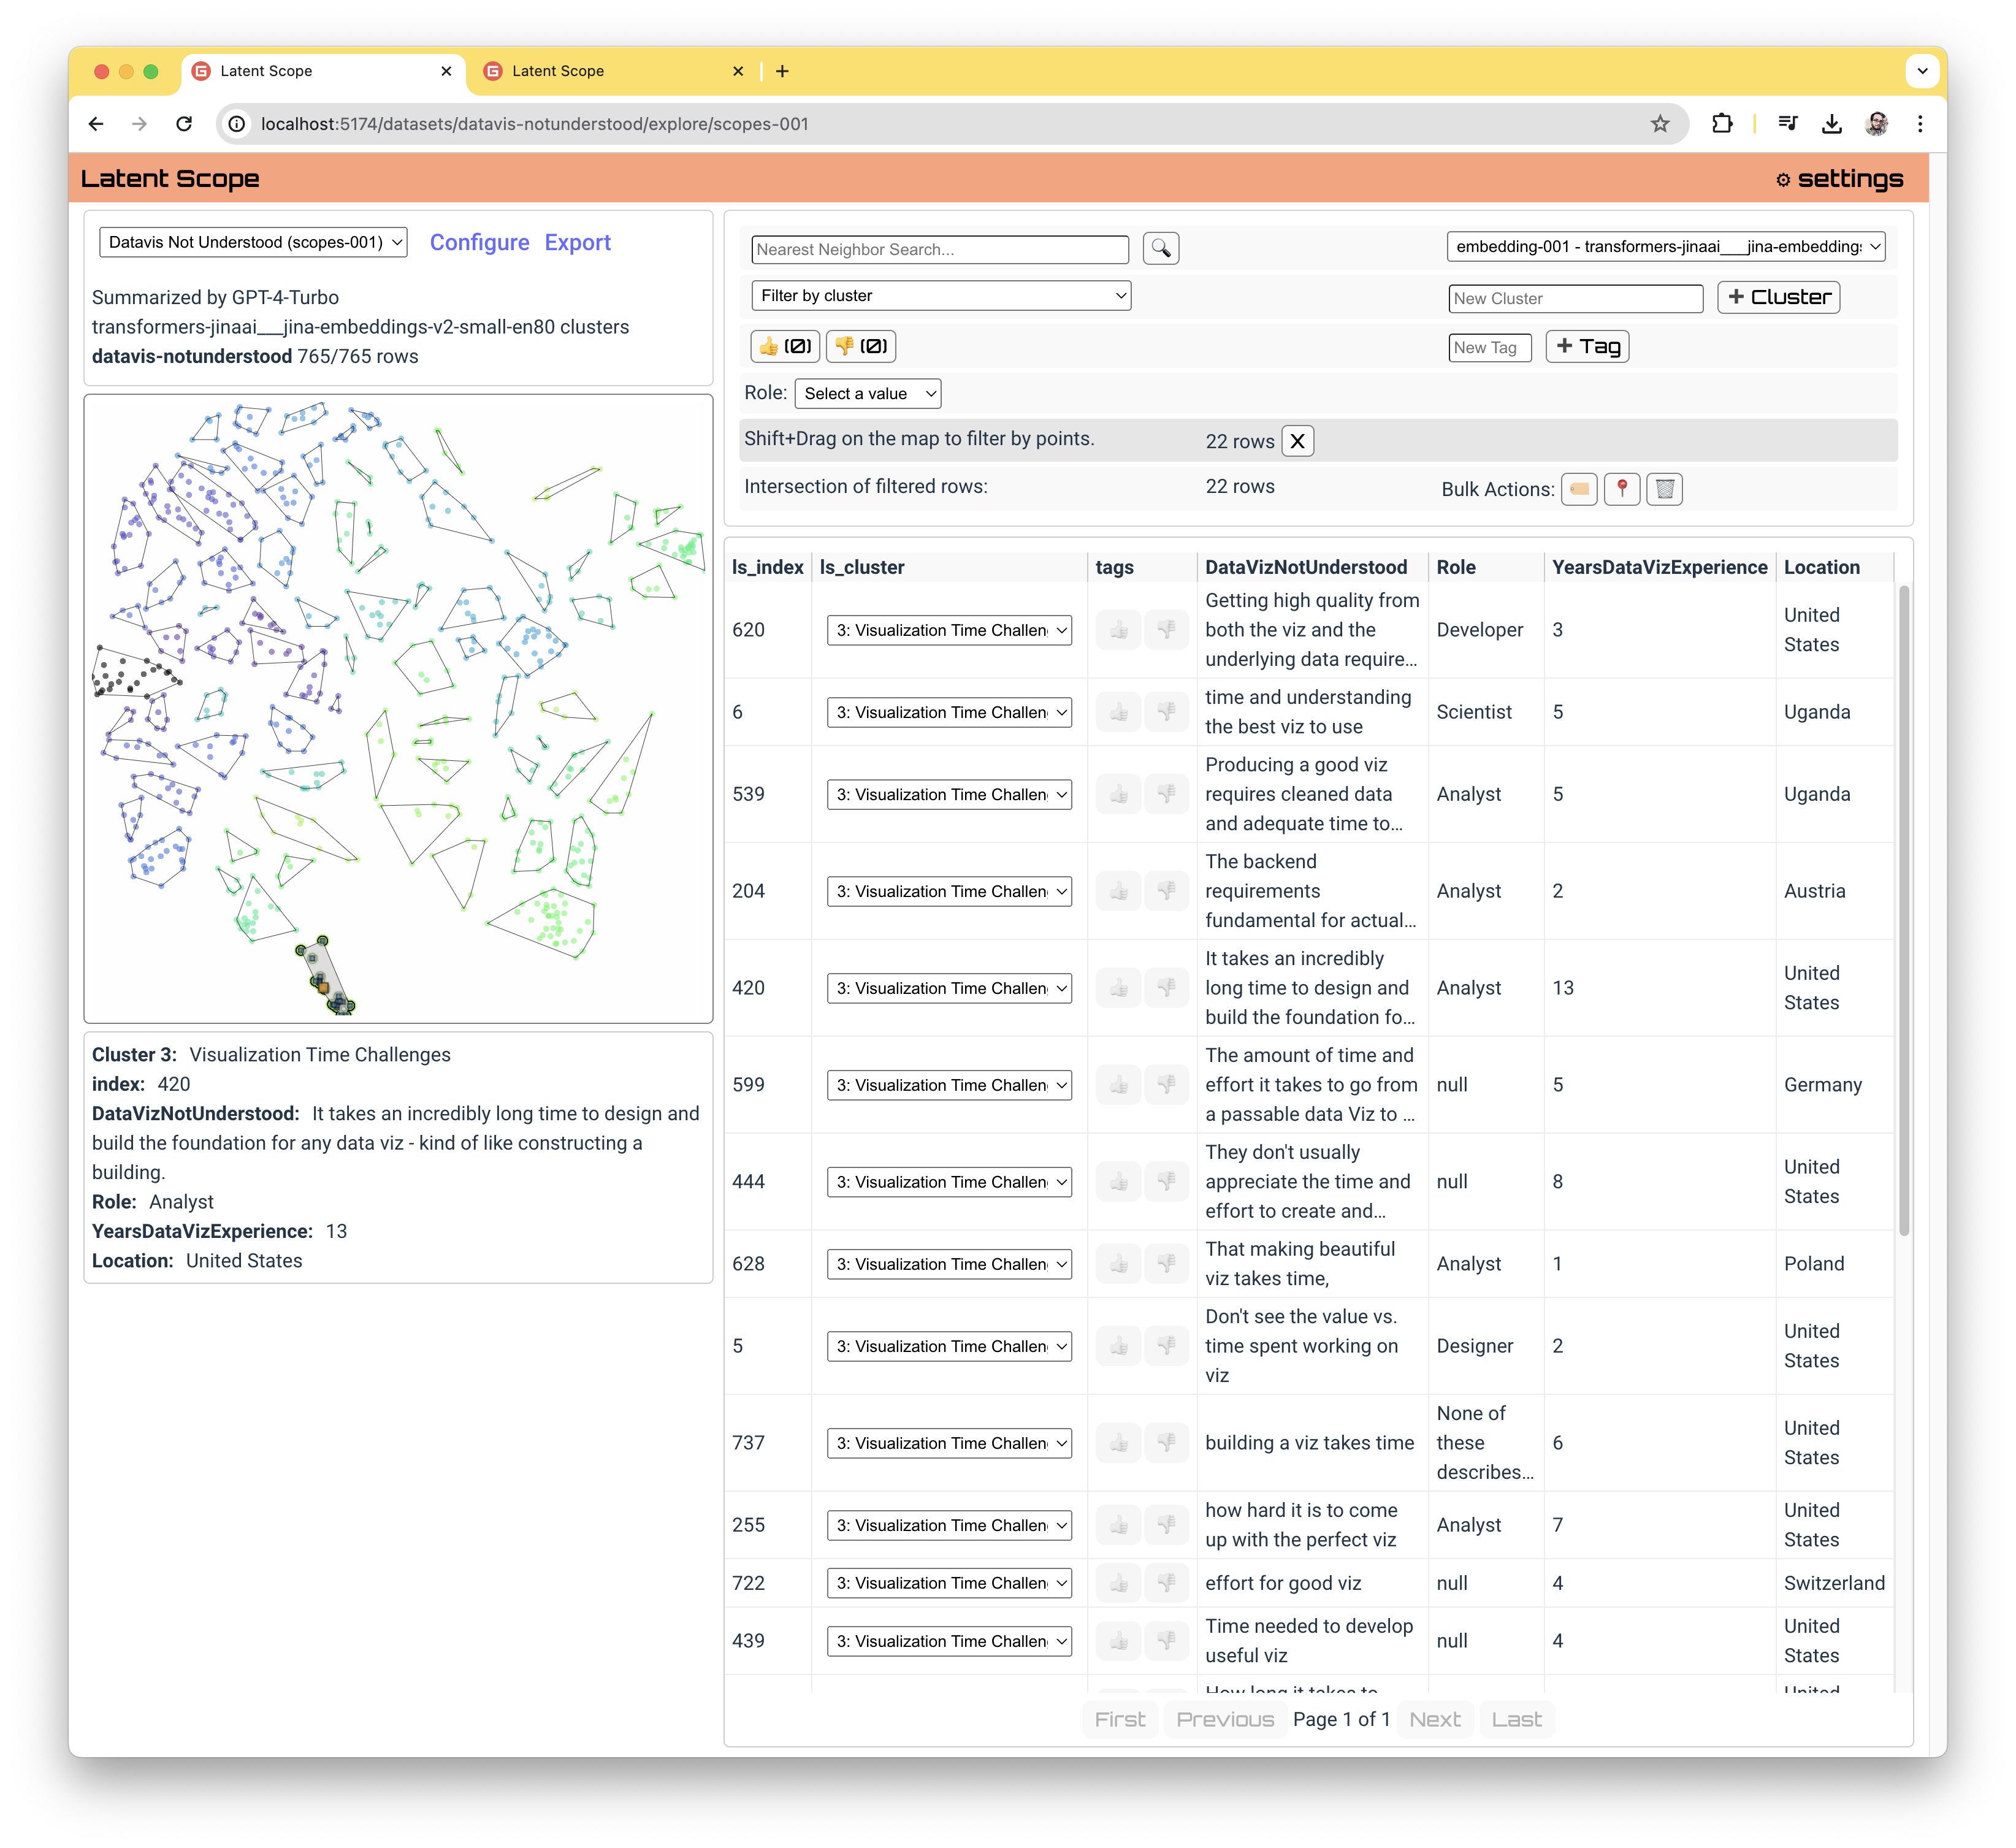 Latent Scope
Latent Scope
localhost:5174/datasets/datavis-notunderstood/explore/scopes-001
Latent Scope
⚙ settings
Datavis Not Understood (scopes-001)
Configure
Export
Summarized by GPT-4-Turbo
transformers-jinaai___jina-embeddings-v2-small-en80 clusters
datavis-notunderstood 765/765 rows
Cluster 3: Visualization Time Challenges
index: 420
DataVizNotUnderstood: It takes an incredibly long time to design and
build the foundation for any data viz - kind of like constructing a
building.
Role: Analyst
YearsDataVizExperience: 13
Location: United States
Nearest Neighbor Search...
embedding-001 - transformers-jinaai___jina-embeddings
Filter by cluster
New Cluster
+ Cluster
👍 (0)
👎 (0)
New Tag
+ Tag
Role: Select a value
Shift+Drag on the map to filter by points.
22 rows X
Intersection of filtered rows:
22 rows
Bulk Actions:
ls_index ls_cluster tags DataVizNotUnderstood Role YearsDataVizExperience Location
620
3: Visualization Time Challen
Getting high quality from
both the viz and the
underlying data require...
Developer
3
United
States
6
3: Visualization Time Challen
time and understanding
the best viz to use
Scientist
5
Uganda
539
3: Visualization Time Challen
Producing a good viz
requires cleaned data
and adequate time to...
Analyst
5
Uganda
204
3: Visualization Time Challen
The backend
requirements
fundamental for actual...
Analyst
2
Austria
420
3: Visualization Time Challen
It takes an incredibly
long time to design and
build the foundation fo...
Analyst
13
United
States
599
3: Visualization Time Challen
The amount of time and
effort it takes to go from
a passable data Viz to ...
null
5
Germany
444
3: Visualization Time Challen
They don't usually
appreciate the time and
effort to create and...
null
8
United
States
628
3: Visualization Time Challen
That making beautiful
viz takes time,
Analyst
1
Poland
5
3: Visualization Time Challen
Don't see the value vs.
time spent working on
viz
Designer
2
United
States
737
3: Visualization Time Challen
building a viz takes time
None of
these
describes...
6
United
States
255
3: Visualization Time Challen
how hard it is to come
up with the perfect viz
Analyst
7
United
States
722
3: Visualization Time Challen
effort for good viz
null
4
Switzerland
439
3: Visualization Time Challen
Time needed to develop
useful viz
null
4
United
States
How long it takes to
United
First Previous Page 1 of 1 Next Last